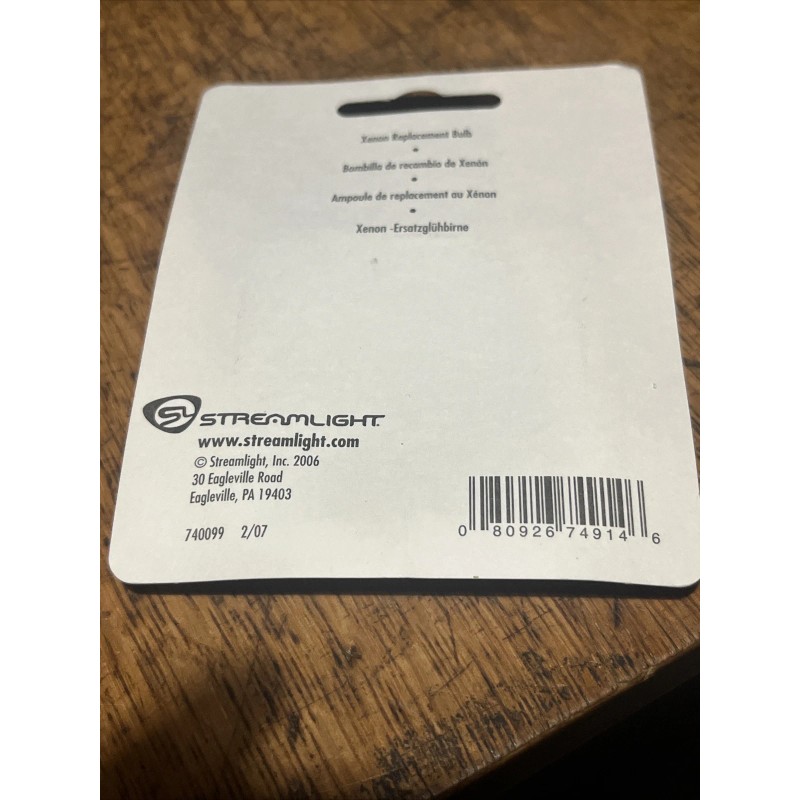 Xenon Replacement Bulb
•
Bombilla de recambio de Xenón
•
Ampoule de replacement au Xénon
•
Xenon -Ersatzglühbirne
SL STREAMLIGHT
www.streamlight.com
© Streamlight, Inc. 2006
30 Eagleville Road
Eagleville, PA 19403
740099 2/07
0 80926 74914 6